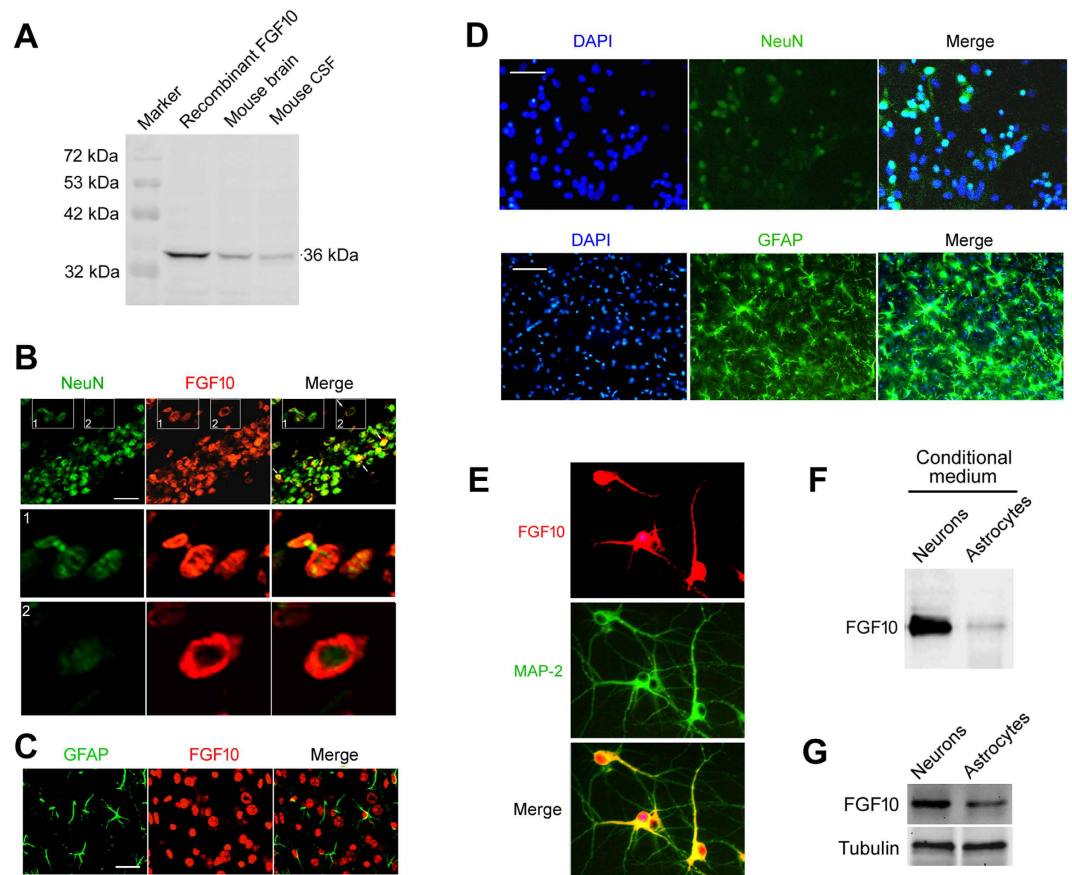 A
Marker
Recombinant FGF10
Mouse brain
Mouse CSF
72 kDa
53 kDa
42 kDa
32 kDa
36 kDa
B
NeuN FGF10 Merge
1 2 1 2 1 2
1
2
C
GFAP FGF10 Merge
D
DAPI NeuN Merge
DAPI GFAP Merge
E
FGF10
MAP-2
Merge
F
Conditional
medium
Neurons
Astrocytes
FGF10
G
Neurons
Astrocytes
FGF10
Tubulin